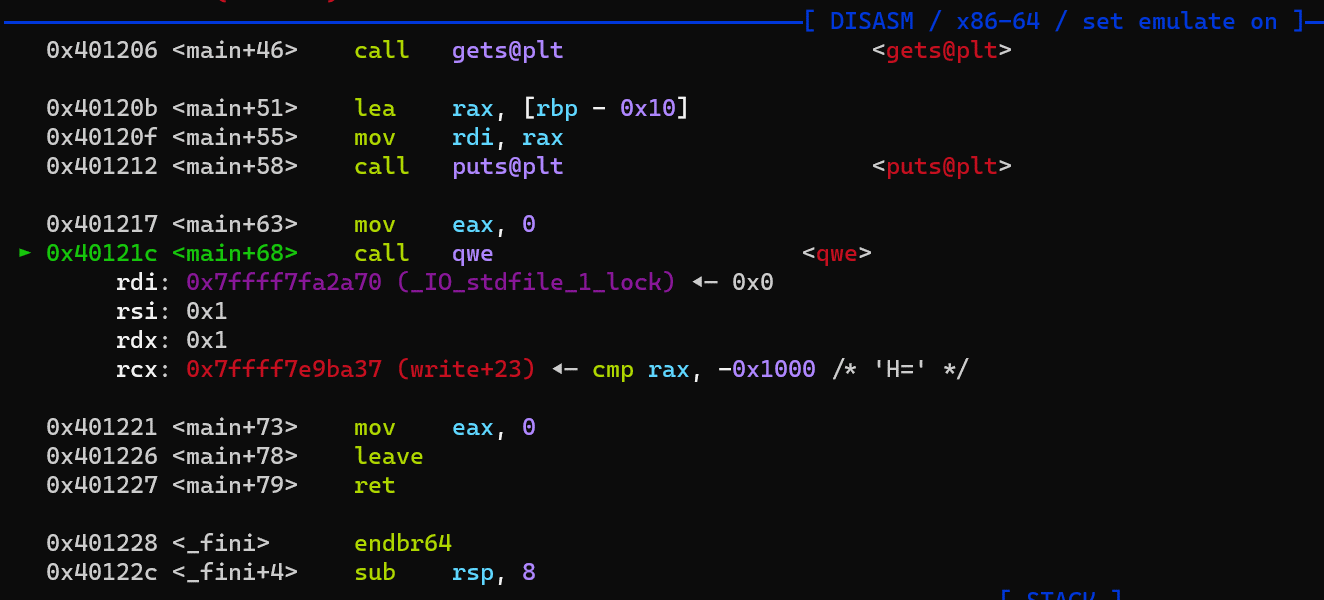 [ DISASM / x86-64 / set emulate on ]
0x401206 <main+46> call gets@plt <gets@plt>
0x40120b <main+51> lea rax, [rbp - 0x10]
0x40120f <main+55> mov rdi, rax
0x401212 <main+58> call puts@plt <puts@plt>
0x401217 <main+63> mov eax, 0
► 0x40121c <main+68> call qwe <qwe>
rdi: 0x7ffff7fa2a70 (_IO_stdfile_1_lock) ◂— 0x0
rsi: 0x1
rdx: 0x1
rcx: 0x7ffff7e9ba37 (write+23) ◂— cmp rax, -0x1000 /* 'H=' */
0x401221 <main+73> mov eax, 0
0x401226 <main+78> leave
0x401227 <main+79> ret
0x401228 <_fini> endbr64
0x40122c <_fini+4> sub rsp, 8
[ STACK ]